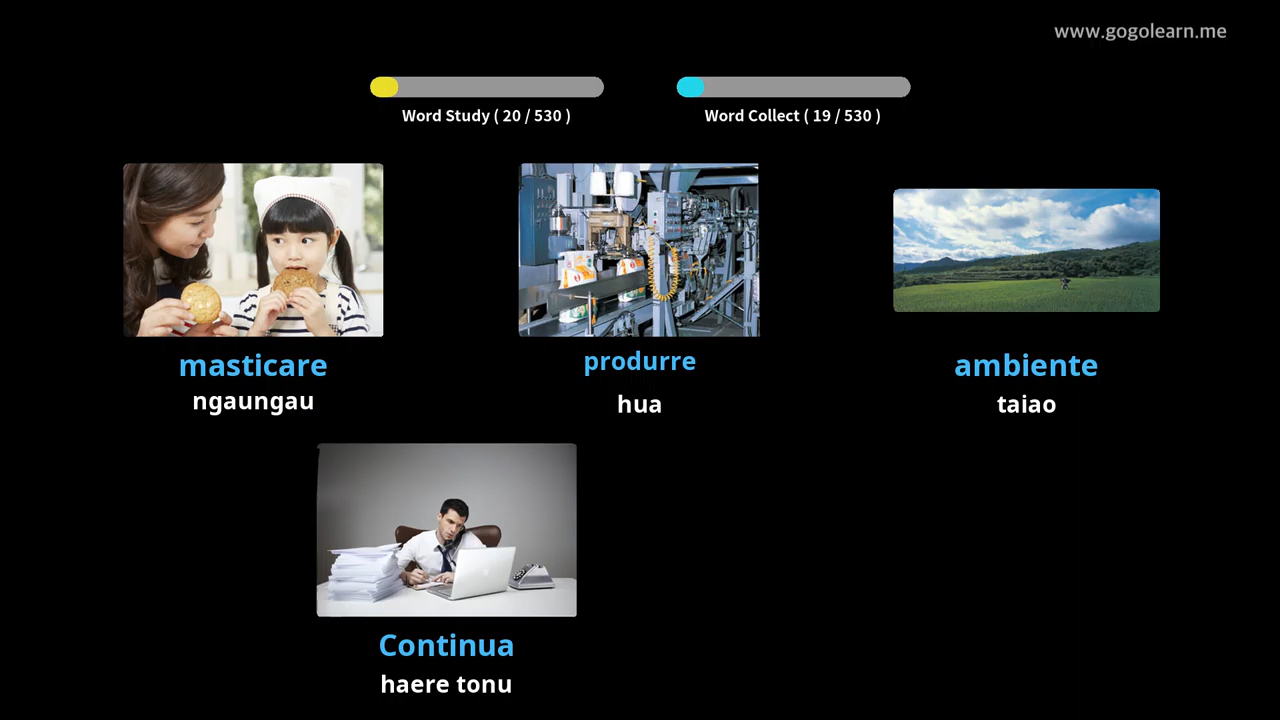 www.gogolearn.me
Word Study ( 20 / 530 )
Word Collect ( 19 / 530 )
masticare
ngaungau
produrre
hua
ambiente
taiao
Continua
haere tonu